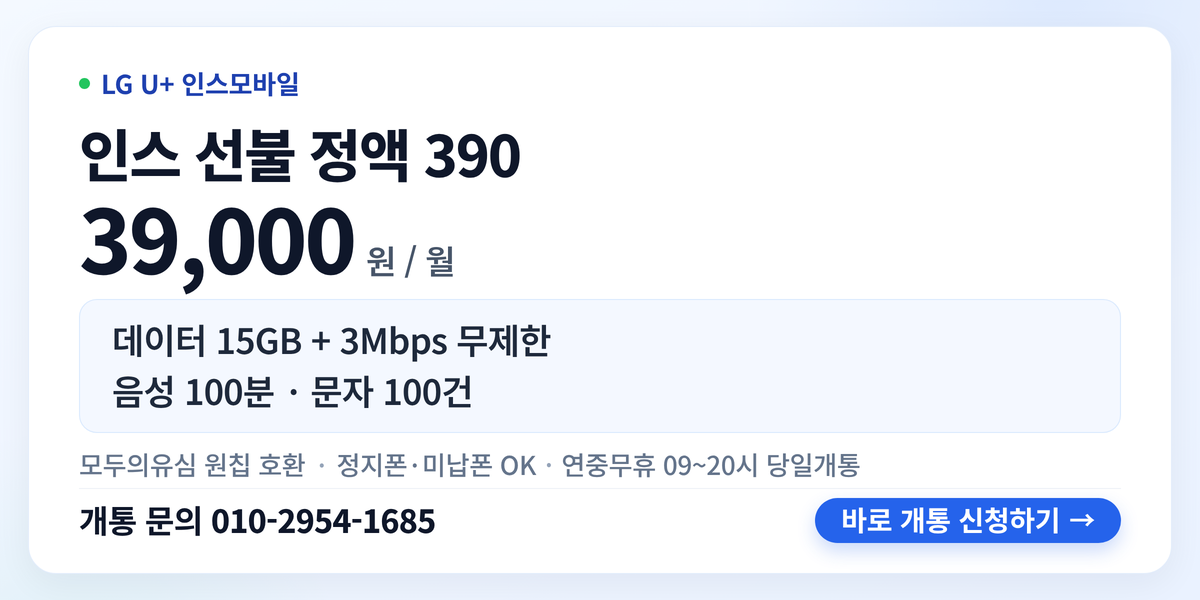 LG U+ 인스모바일
인스 선불 정액 390
39,000 원 / 월
데이터 15GB + 3Mbps 무제한
음성 100분 · 문자 100건
모두의유심 원칩 호환 · 정지폰·미납폰 OK · 연중무휴 09~20시 당일개통
개통 문의 010-2954-1685
바로 개통 신청하기 →